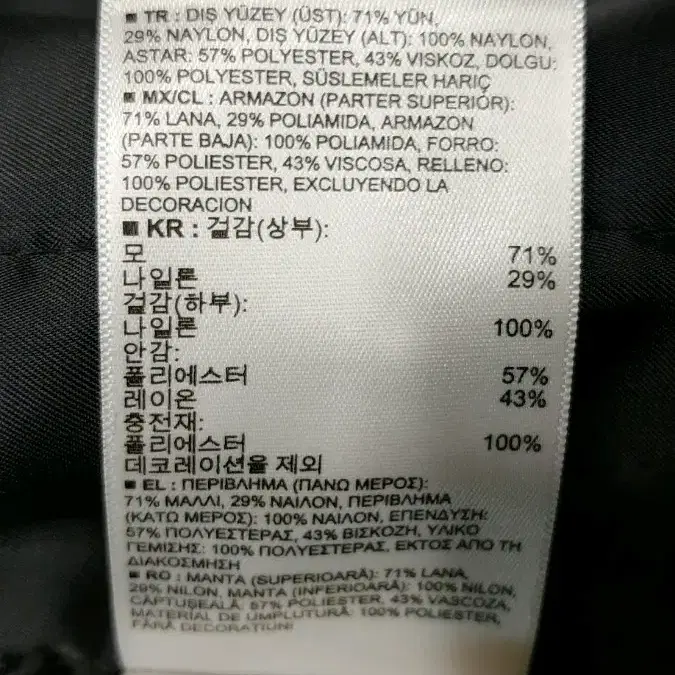 ■ TR : DIŞ YÜZEY (ÜST): 71% YÜN,
29% NAYLON, DIŞ YÜZEY (ALT): 100% NAYLON,
ASTAR: 57% POLYESTER, 43% VISKOZ, DOLGU:
100% POLYESTER, SÜSLEMELER HARIÇ
■ MX/CL : ARMAZON (PARTER SUPERIOR):
71% LANA, 29% POLIAMIDA, ARMAZON
(PARTE BAJA): 100% POLIAMIDA, FORRO:
57% POLIESTER, 43% VISCOSA, RELLENO:
100% POLIESTER, EXCLUYENDO LA
DECORACION
■ KR : 겉감(상부):
모 71%
나일론 29%
겉감(하부):
나일론 100%
안감:
폴리에스터 57%
레이온 43%
충전재:
폴리에스터 100%
데코레이션을 제외
■ EL : ΠΕΡΙΒΛΗΜΑ (ΠΑΝΩ ΜΕΡΟΣ):
71% ΜΑΛΛΙ, 29% ΝΑΙΛΟΝ, ΠΕΡΙΒΛΗΜΑ
(ΚΑΤΩ ΜΕΡΟΣ): 100% ΝΑΙΛΟΝ, ΕΠΕΝΔΥΣΗ:
57% ΠΟΛΥΕΣΤΕΡΑΣ, 43% ΒΙΣΚΟΖΗ, ΥΛΙΚΟ
ΓΕΜΙΣΗΣ: 100% ΠΟΛΥΕΣΤΕΡΑΣ, ΕΚΤΟΣ ΑΠΟ ΤΗ
ΔΙΑΚΟΣΜΗΣΗ
■ RO : MANTA (SUPERIOARĂ): 71% LANA,
29% NILON, MANTA (INFERIOARĂ): 100% NILON,
CĂPTUŞEALĂ: 57% POLIESTER, 43% VASCOZA,
MATERIAL DE UMPLUTURĂ: 100% POLIESTER,
FĂRĂ DECORATIUNI